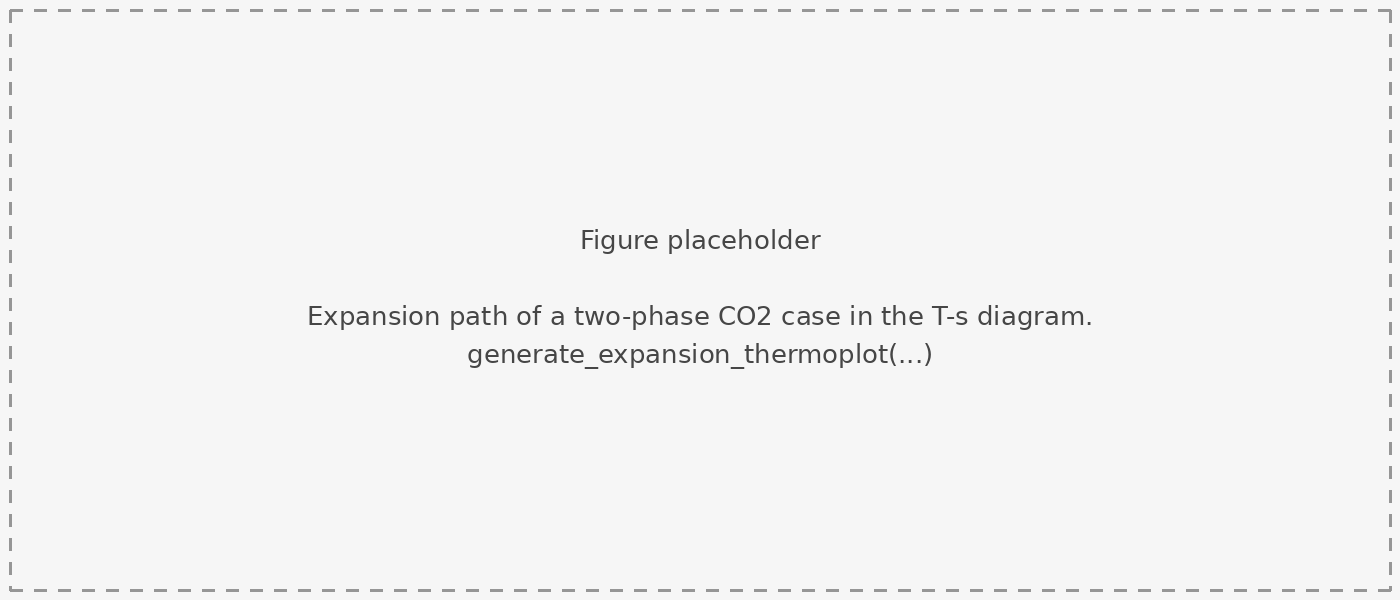 Figure placeholder
Expansion path of a two-phase CO2 case in the T-s diagram.
generate_expansion_thermoplot(...)